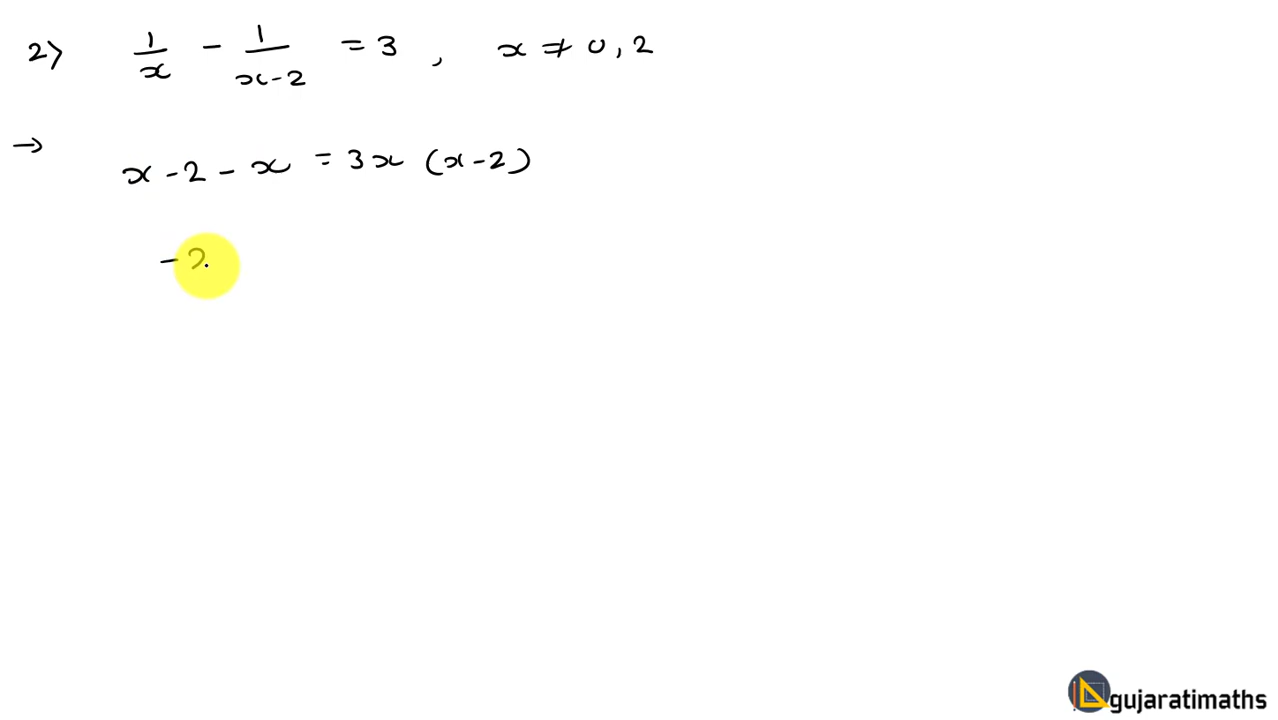 2) 1/x - 1/(x-2) = 3 , x ≠ 0, 2
→ x - 2 - x = 3x (x-2)
-2
gujaratimaths